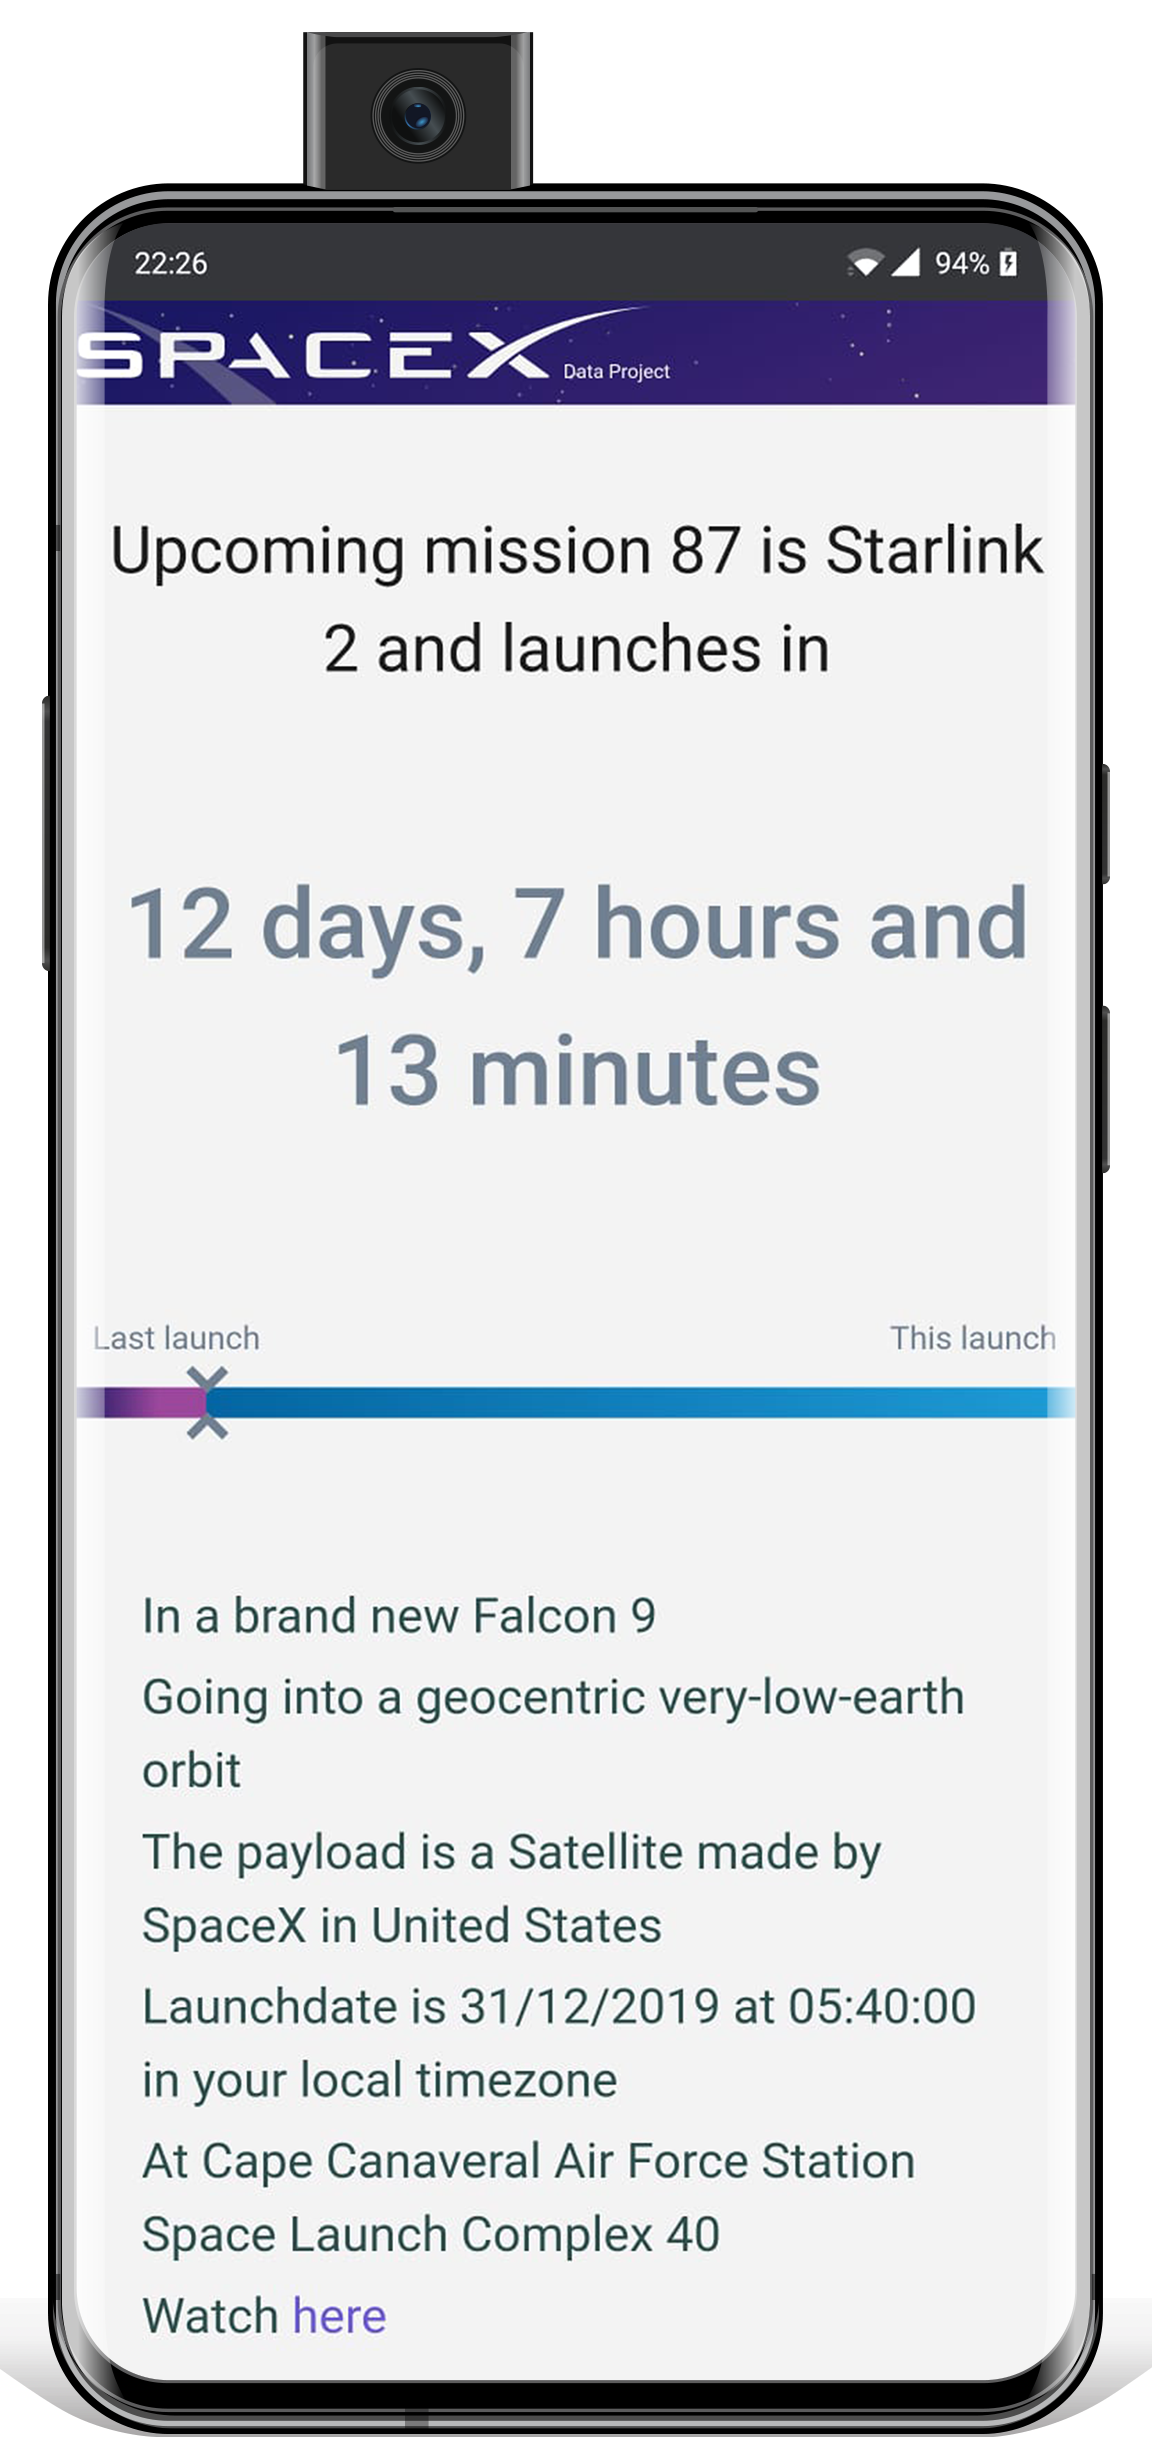 22:26
94%
SPACEX Data Project
Upcoming mission 87 is Starlink
2 and launches in
12 days, 7 hours and
13 minutes
Last launch
This launch
In a brand new Falcon 9
Going into a geocentric very-low-earth
orbit
The payload is a Satellite made by
SpaceX in United States
Launchdate is 31/12/2019 at 05:40:00
in your local timezone
At Cape Canaveral Air Force Station
Space Launch Complex 40
Watch here